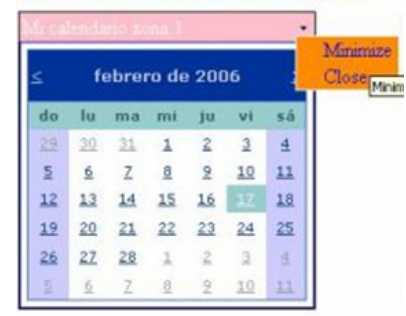 Mi calendario zona 1
Minimize
Close
Minim
≤ febrero de 2006
do lu ma mi ju vi sá
29 30 31 1 2 3 4
5 6 7 8 9 10 11
12 13 14 15 16 17 18
19 20 21 22 23 24 25
26 27 28 1 2 3 4
5 6 7 8 9 10 11